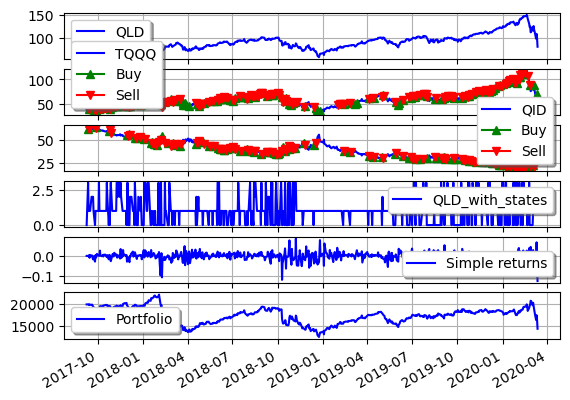 150
100
QLD
TQQQ
Buy
Sell
100
50
QID
Buy
Sell
50
25
2.5
0.0
QLD_with_states
0.0
−0.1
Simple returns
20000
15000
Portfolio
2017-10
2018-01
2018-04
2018-07
2018-10
2019-01
2019-04
2019-07
2019-10
2020-01
2020-04